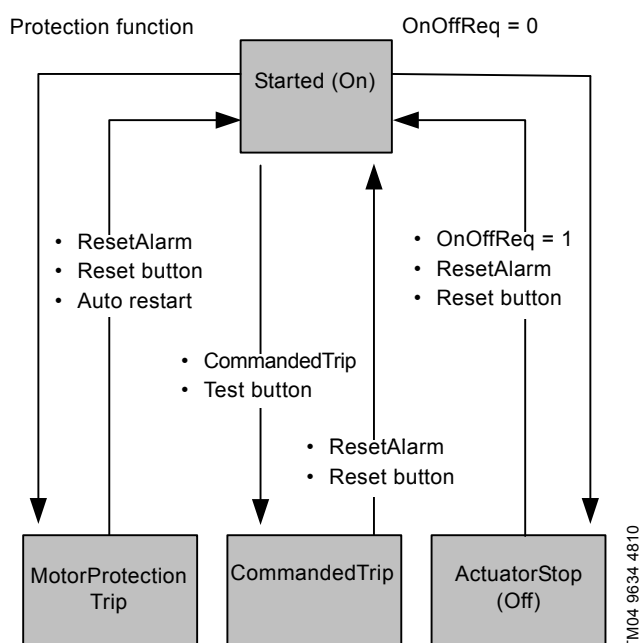 Protection function
OnOffReq = 0
Started (On)
• ResetAlarm
• Reset button
• Auto restart
• OnOffReq = 1
• ResetAlarm
• Reset button
• CommandedTrip
• Test button
• ResetAlarm
• Reset button
MotorProtection
Trip
CommandedTrip
ActuatorStop
(Off)
TM04 9634 4810